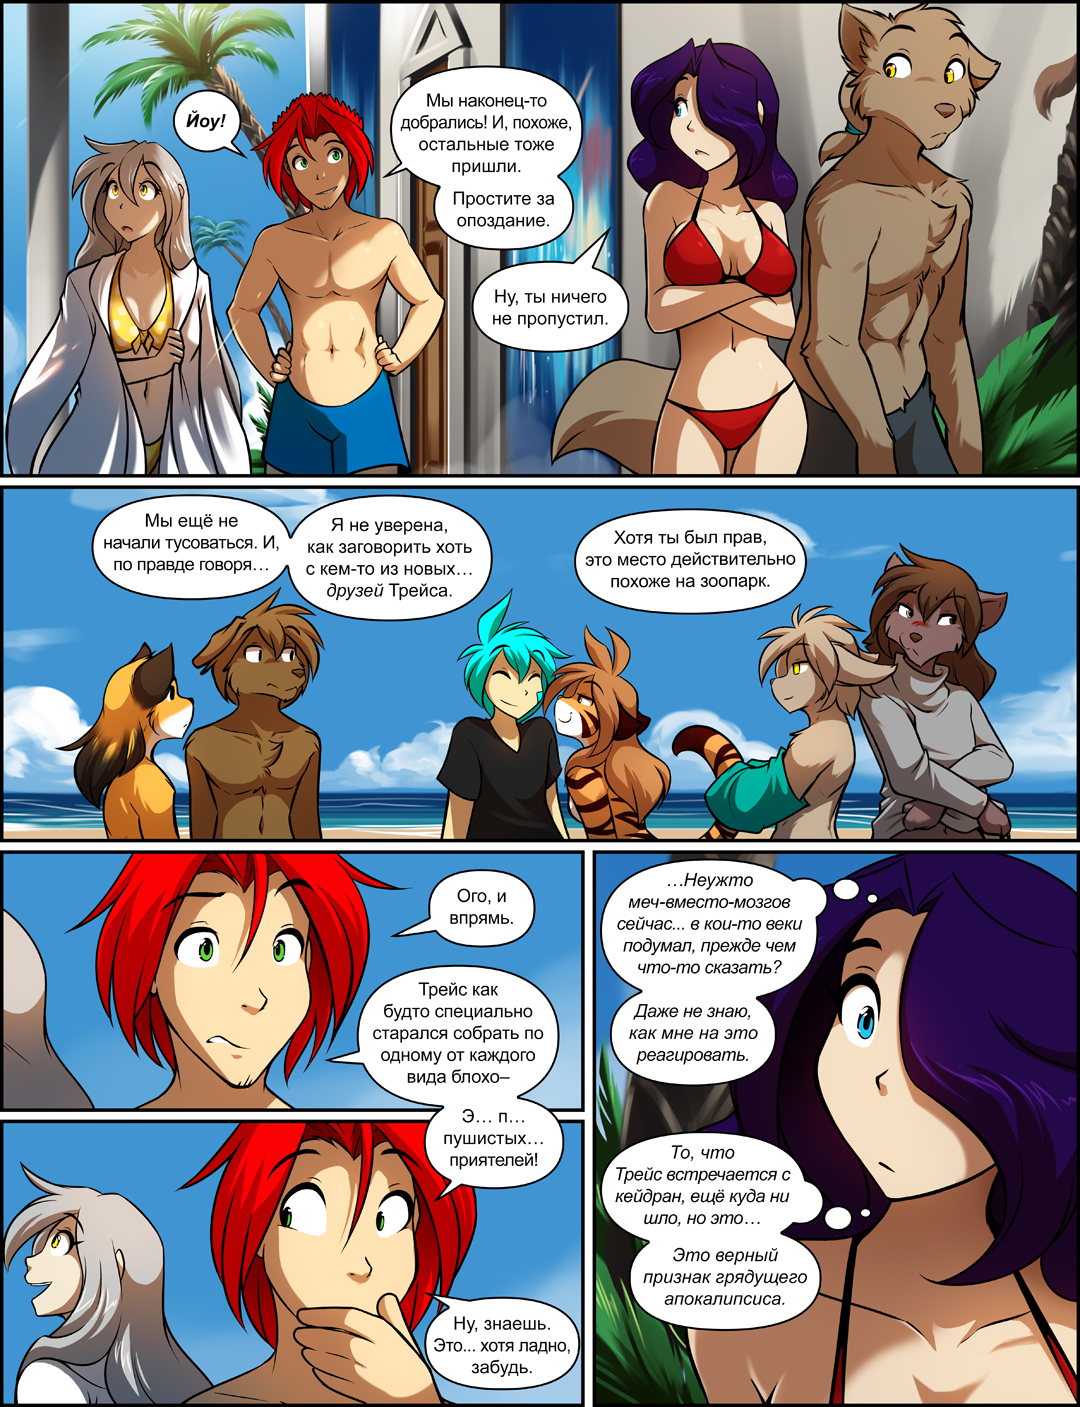 Йоу!
Мы наконец-то
добрались! И, похоже,
остальные тоже
пришли.
Простите за
опоздание.
Ну, ты ничего
не пропустил.
Мы ещё не
начали тусоваться. И,
по правде говоря…
Я не уверена,
как заговорить хоть
с кем-то из новых…
друзей Трейса.
Хотя ты был прав,
это место действительно
похоже на зоопарк.
Ого, и
впрямь.
Трейс как
будто специально
старался собрать по
одному от каждого
вида блохо–
Э… п…
пушистых…
приятелей!
Ну, знаешь.
Это... хотя ладно,
забудь.
…Неужто
меч-вместо-мозгов
сейчас... в кои-то веки
подумал, прежде чем
что-то сказать?
Даже не знаю,
как мне на это
реагировать.
То, что
Трейс встречается с
кейдран, ещё куда ни
шло, но это…
Это верный
признак грядущего
апокалипсиса.